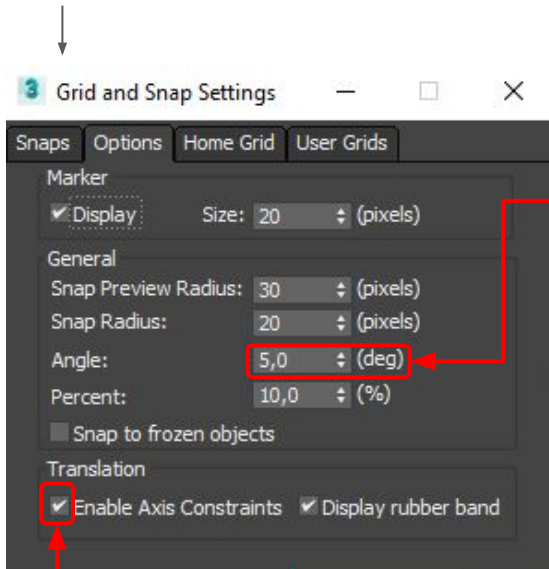 3 Grid and Snap Settings
Snaps Options Home Grid User Grids
Marker
Display Size: 20 (pixels)
General
Snap Preview Radius: 30 (pixels)
Snap Radius: 20 (pixels)
Angle: 5,0 (deg)
Percent: 10,0 (%)
Snap to frozen objects
Translation
Enable Axis Constraints Display rubber band